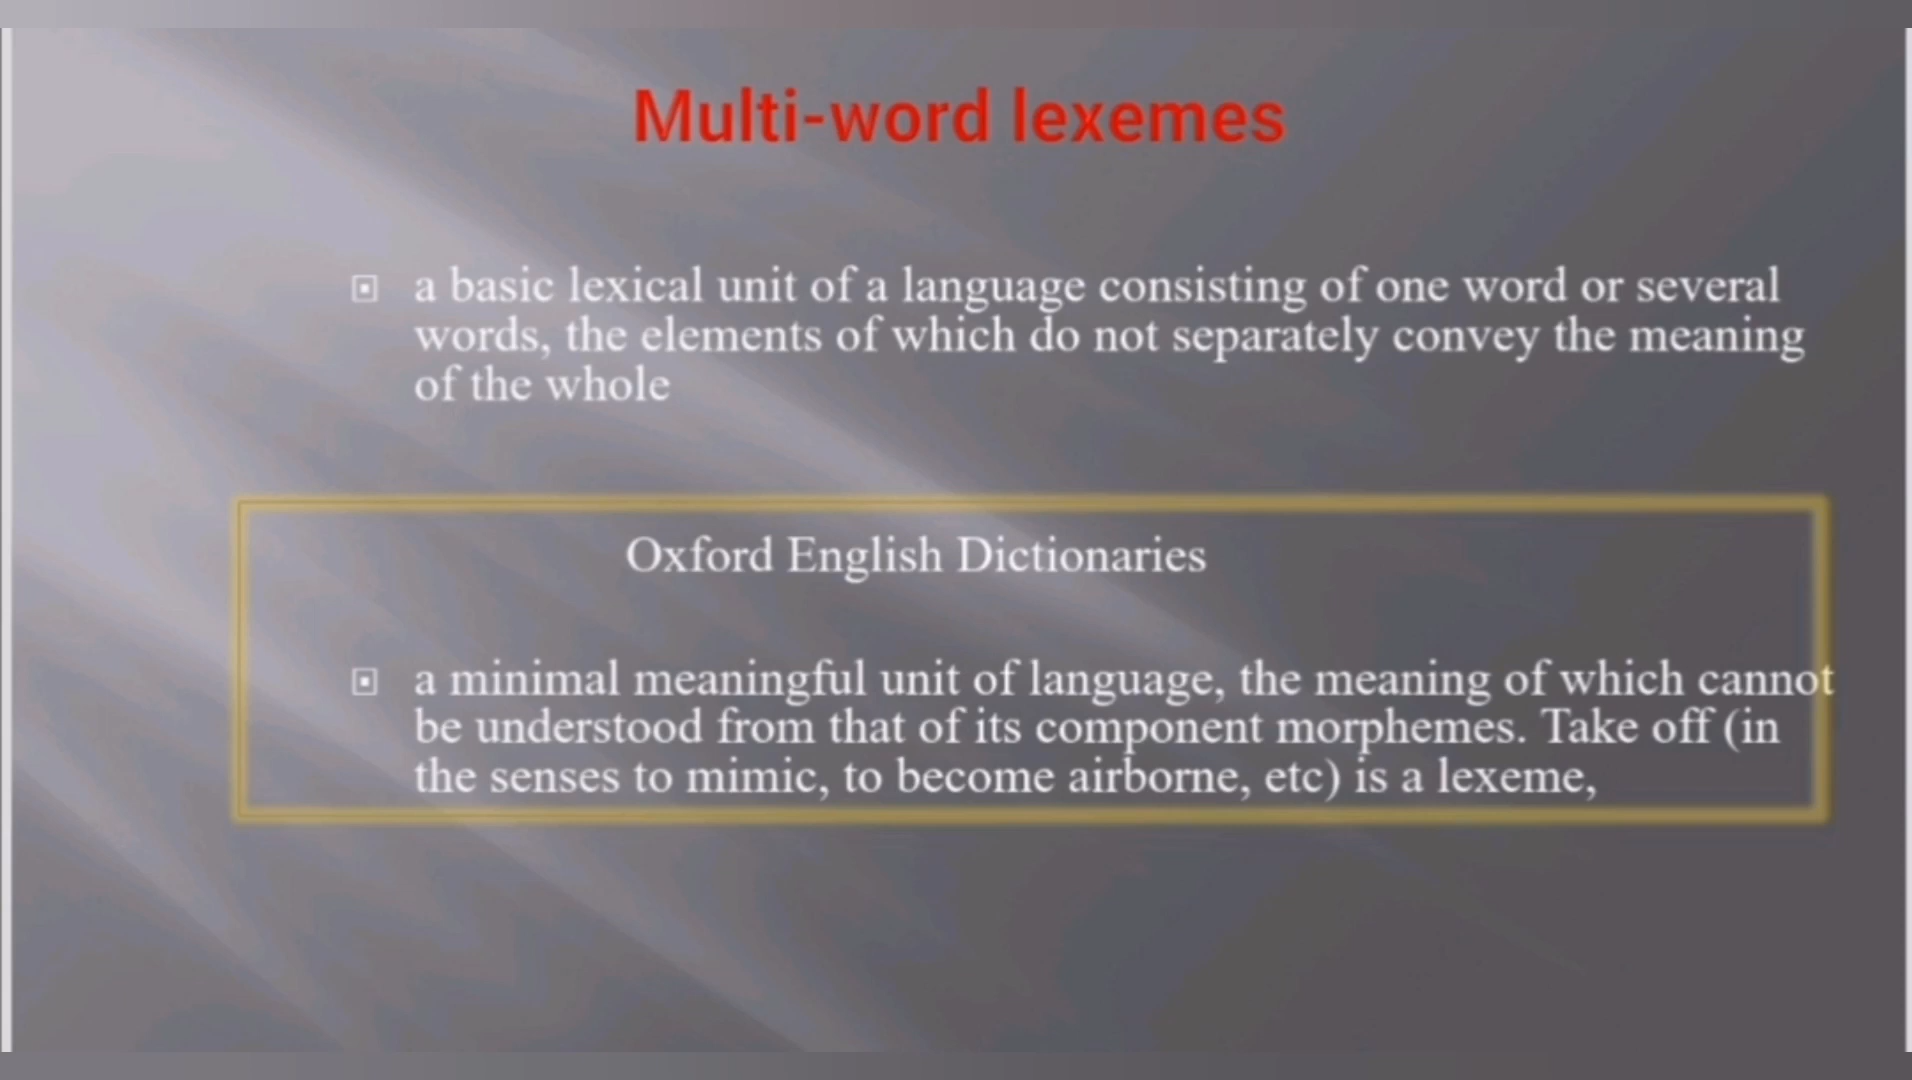 Multi-word lexemes
a basic lexical unit of a language consisting of one word or several
words, the elements of which do not separately convey the meaning
of the whole
Oxford English Dictionaries
a minimal meaningful unit of language, the meaning of which cannot
be understood from that of its component morphemes. Take off (in
the senses to mimic, to become airborne, etc) is a lexeme,